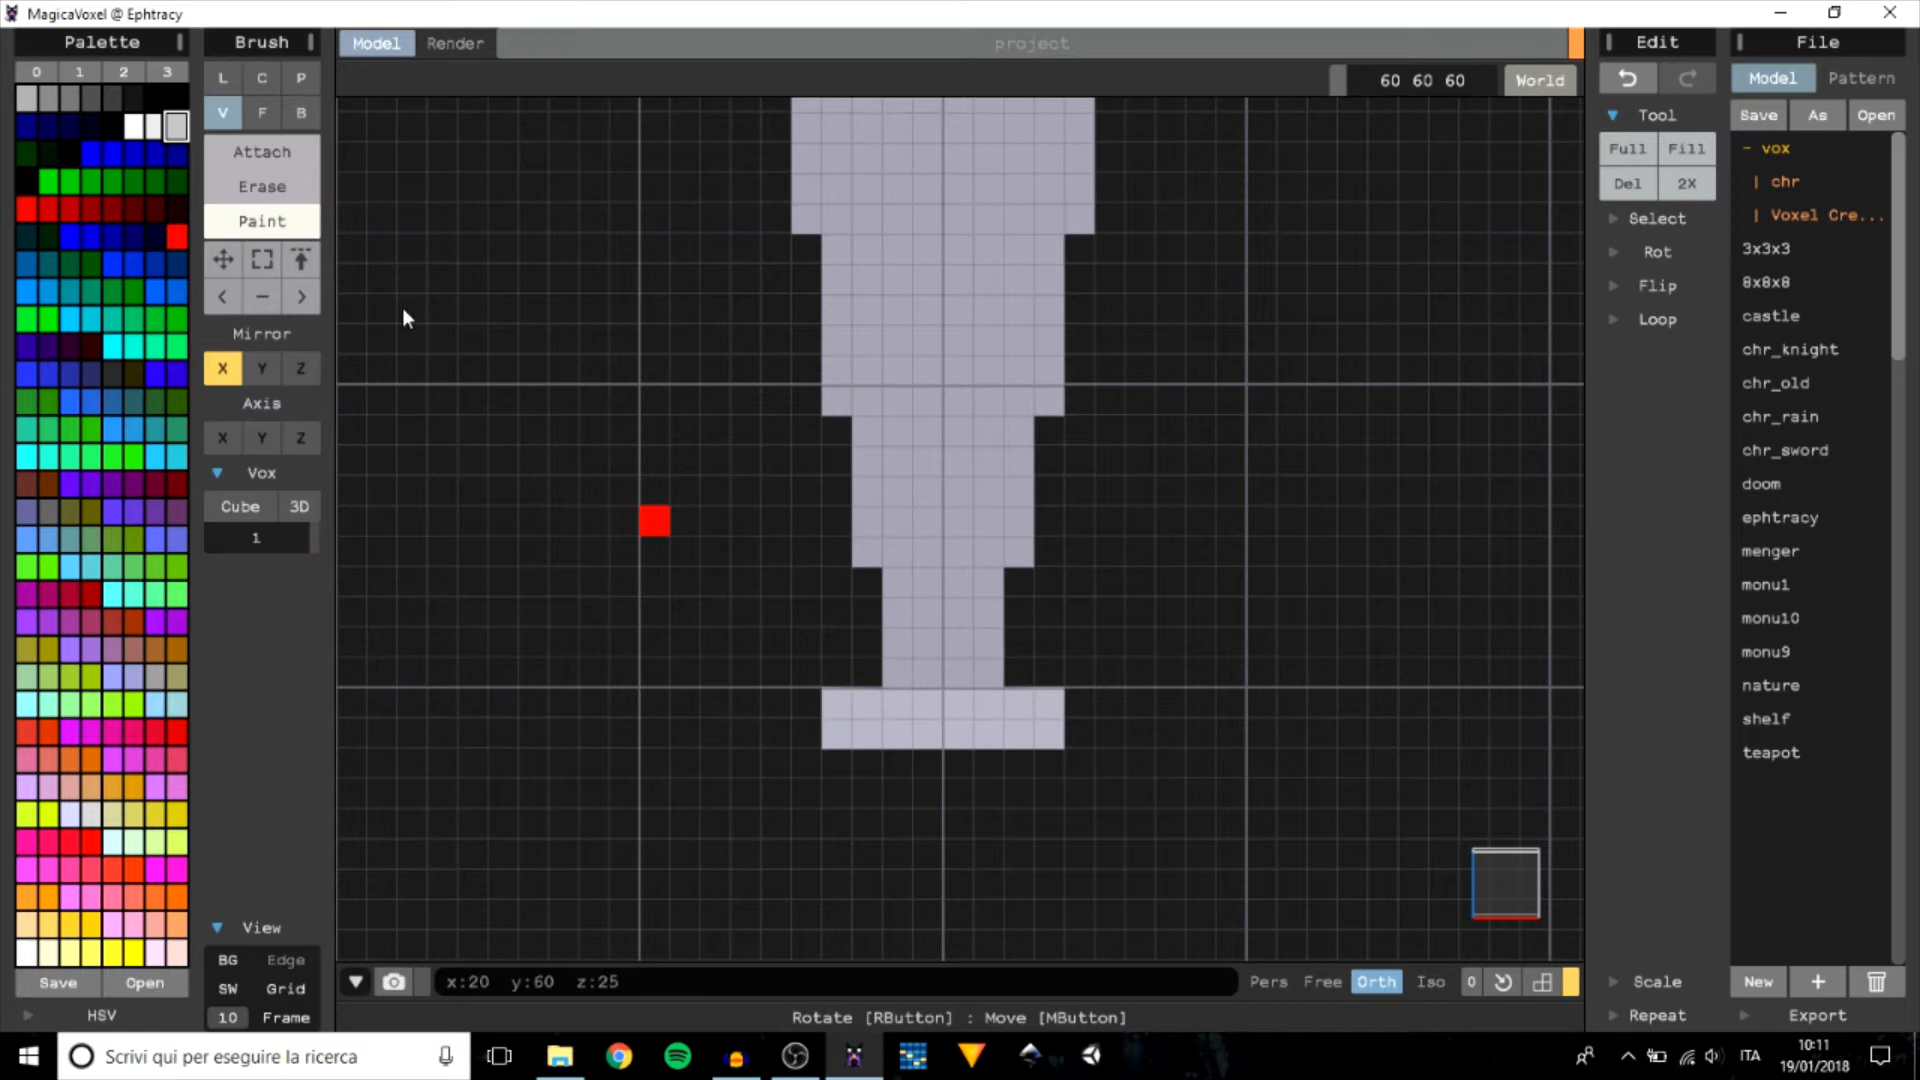 MagicaVoxel @ Ephtracy
Palette
0 1 2 3
Save Open
HSV
Brush
L C P
V F B
Attach
Erase
Paint
Mirror
X Y Z
Axis
X Y Z
Vox
Cube 3D
1
View
BG Edge
SW Grid
10 Frame
Model Render project
60 60 60 World
x:20 y:60 z:25
Pers Free Orth Iso 0
Rotate [RButton] : Move [MButton]
Edit
Tool
Full Fill
Del 2X
Select
Rot
Flip
Loop
Scale
Repeat
File
Model Pattern
Save As Open
- vox
| chr
| Voxel Cre...
3x3x3
8x8x8
castle
chr_knight
chr_old
chr_rain
chr_sword
doom
ephtracy
menger
monu1
monu10
monu9
nature
shelf
teapot
New +
Export
Scrivi qui per eseguire la ricerca
ITA
10:11
19/01/2018